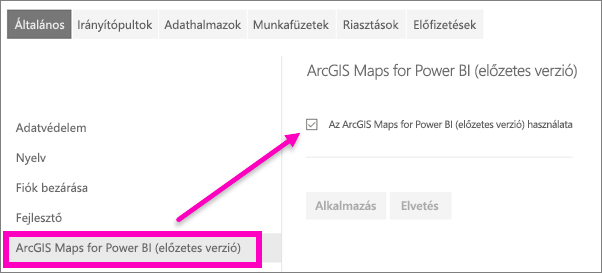 Általános Irányítópultok Adathalmazok Munkafüzetek Riasztások Előfizetések
Adatvédelem
Nyelv
Fiók bezárása
Fejlesztő
ArcGIS Maps for Power BI (előzetes verzió)
ArcGIS Maps for Power BI (előzetes verzió)
Az ArcGIS Maps for Power BI (előzetes verzió) használata
Alkalmazás Elvetés